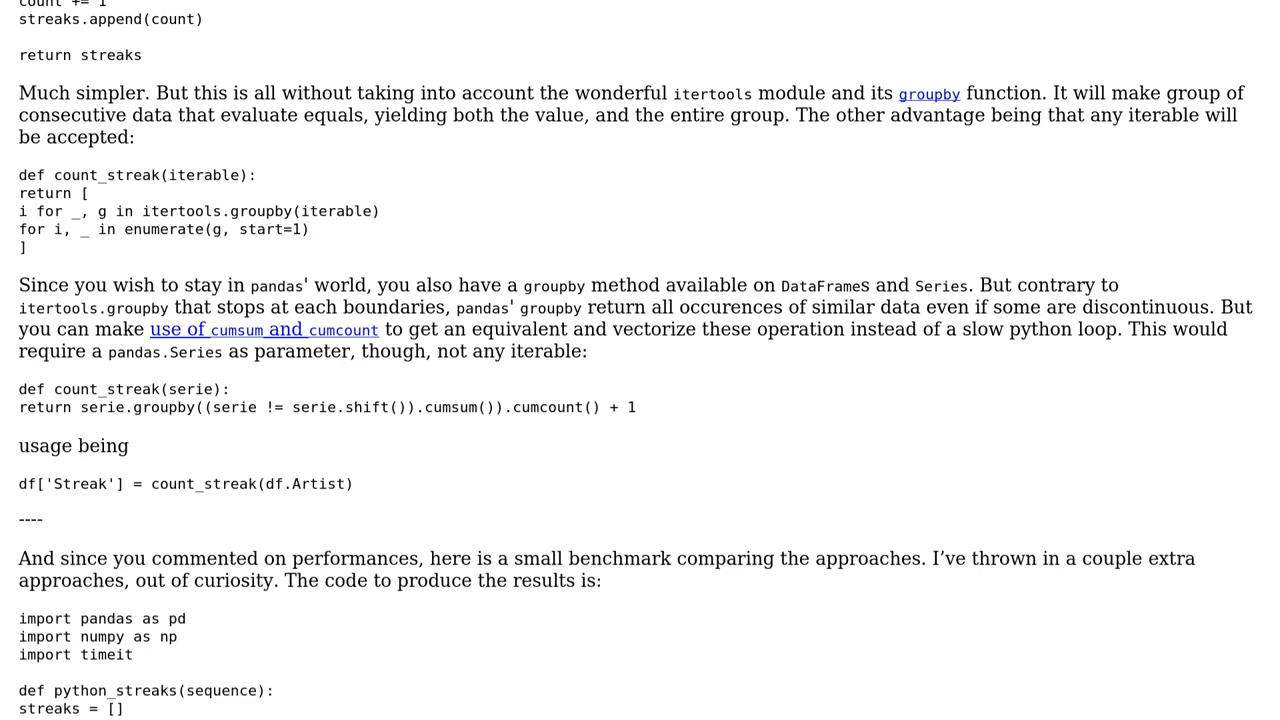 count += 1
streaks.append(count)
return streaks
Much simpler. But this is all without taking into account the wonderful itertools module and its groupby function. It will make group of
consecutive data that evaluate equals, yielding both the value, and the entire group. The other advantage being that any iterable will
be accepted:
def count_streak(iterable):
return [
i for _, g in itertools.groupby(iterable)
for i, _ in enumerate(g, start=1)
]
Since you wish to stay in pandas' world, you also have a groupby method available on DataFrames and Series. But contrary to
itertools.groupby that stops at each boundaries, pandas' groupby return all occurences of similar data even if some are discontinuous. But
you can make use of cumsum and cumcount to get an equivalent and vectorize these operation instead of a slow python loop. This would
require a pandas.Series as parameter, though, not any iterable:
def count_streak(serie):
return serie.groupby((serie != serie.shift()).cumsum()).cumcount() + 1
usage being
df['Streak'] = count_streak(df.Artist)
----
And since you commented on performances, here is a small benchmark comparing the approaches. I’ve thrown in a couple extra
approaches, out of curiosity. The code to produce the results is:
import pandas as pd
import numpy as np
import timeit
def python_streaks(sequence):
streaks = []